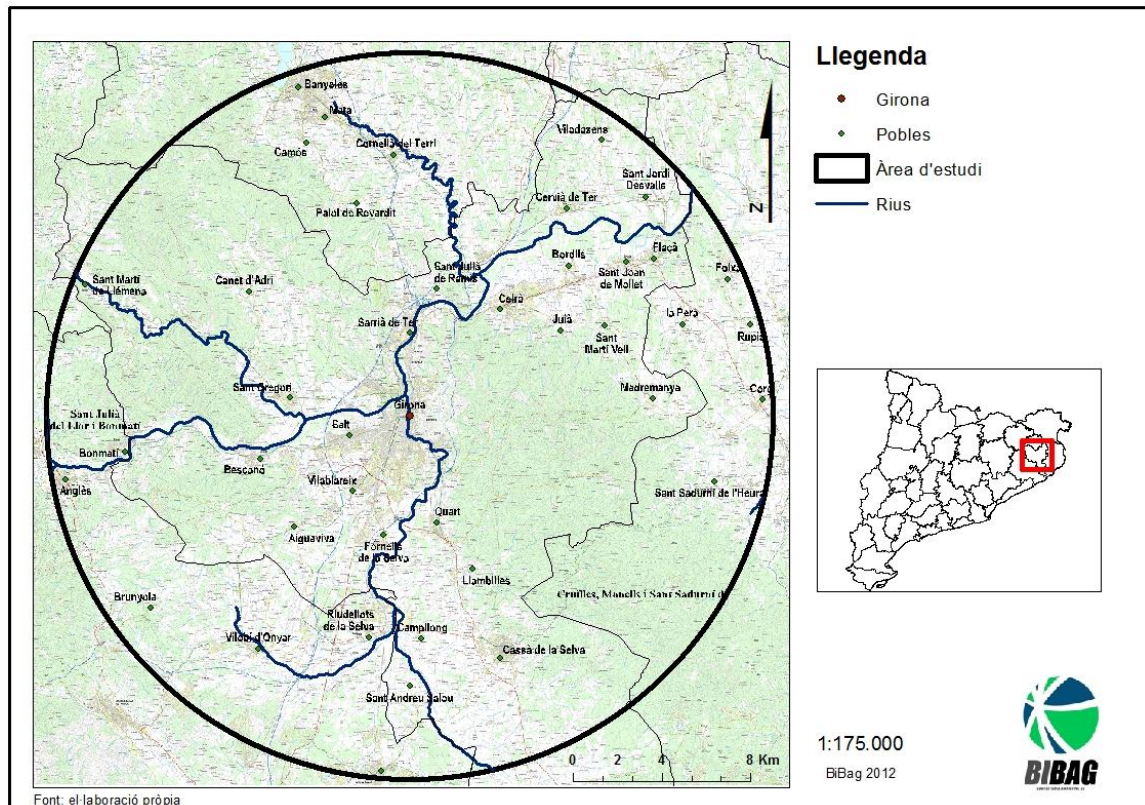 Llegenda
Girona
Pobles
Àrea d'estudi
Rius
Banyoles
Mata
Camós
Cornellà del Terri
Viladasens
Sant Jordi
Desvalls
Cervià de Ter
Palol de Revardit
Flaçà
Bordils
Sant Joan
de Mollet
Foixà
Sant Julià
de Ramis
Sant Martí
de Llémena
Canet d'Adri
Celrà
Sarrià de Ter
Juià
Sant
Martí Vell
la Pera
Rupià
Madremanya
Sant Gregori
Girona
Salt
Sant Julià
del Llor i Bonmatí
Bonmatí
Bescanó
Anglès
Vilablareix
Sant Sadurní de l'Heura
Quart
Aiguaviva
Fornells
de la Selva
Llambilles
Cruïlles, Monells i Sant Sadurní d
Brunyola
Riudellots
de la Selva
Campllong
Vilobí d'Onyar
Cassà de la Selva
Sant Andreu Salou
N
0 2 4 8 Km
1:175.000
BiBag 2012
BIBAG
Font: el·laboració pròpia